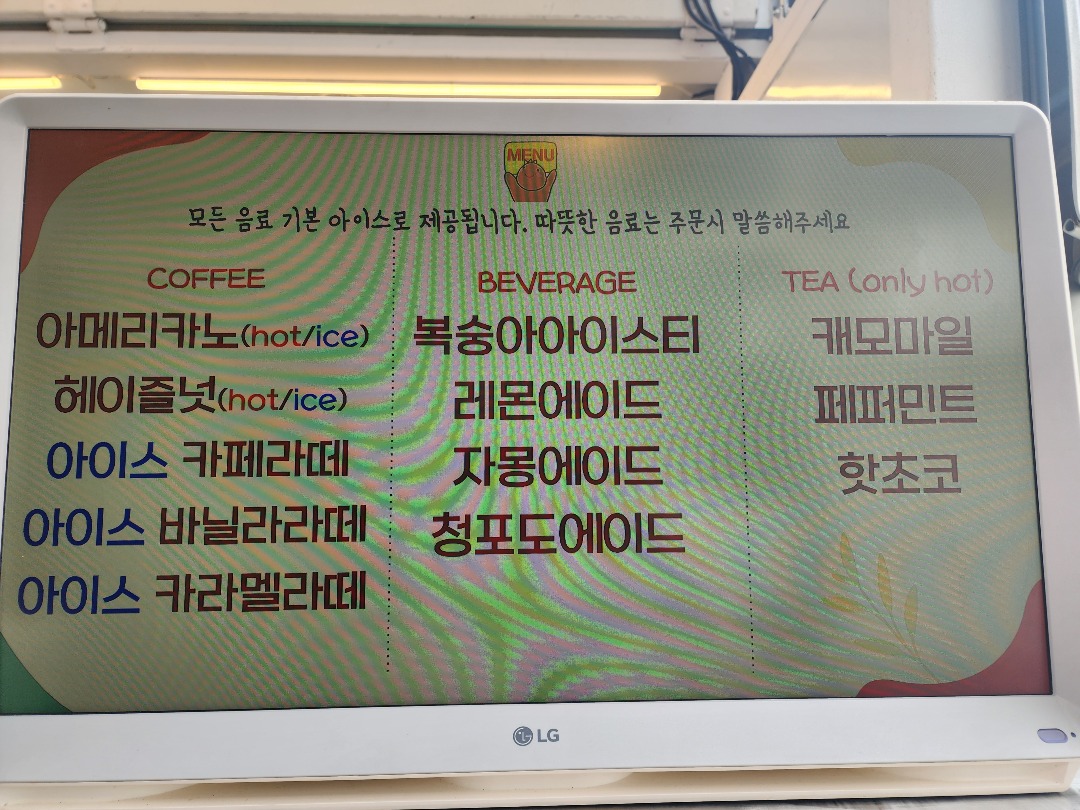 MENU
모든 음료 기본 아이스로 제공됩니다. 따뜻한 음료는 주문시 말씀해주세요
COFFEE
아메리카노(hot/ice)
헤이즐넛(hot/ice)
아이스 카페라떼
아이스 바닐라라떼
아이스 카라멜라떼
BEVERAGE
복숭아아이스티
레몬에이드
자몽에이드
청포도에이드
TEA (only hot)
캐모마일
페퍼민트
핫초코
LG